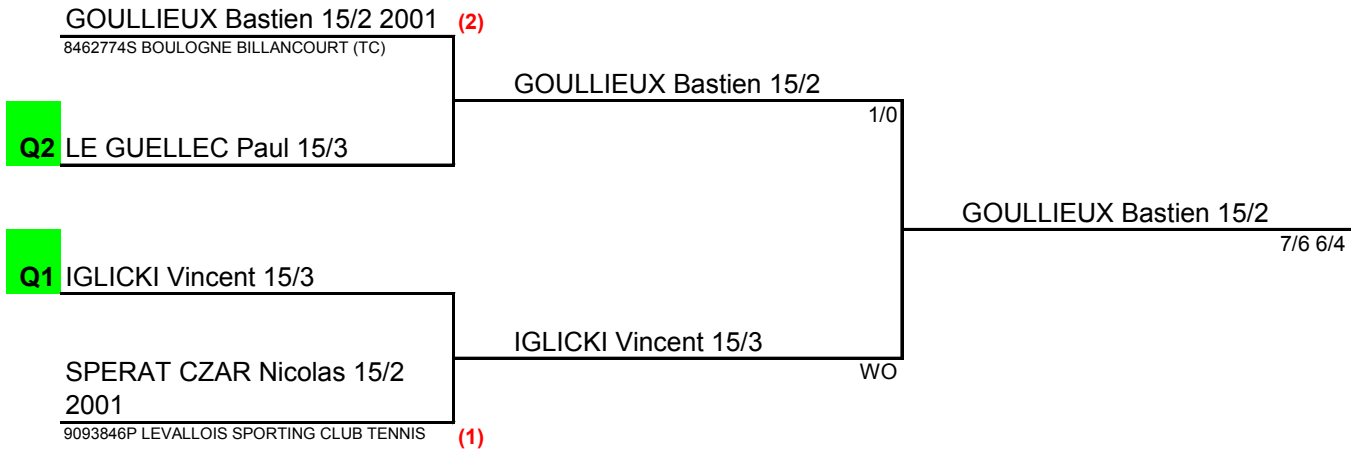 GOULLIEUX Bastien 15/2 2001 (2)
8462774S BOULOGNE BILLANCOURT (TC)
GOULLIEUX Bastien 15/2
1/0
Q2 LE GUELLEC Paul 15/3
GOULLIEUX Bastien 15/2
7/6 6/4
Q1 IGLICKI Vincent 15/3
IGLICKI Vincent 15/3
WO
SPERAT CZAR Nicolas 15/2
2001
9093846P LEVALLOIS SPORTING CLUB TENNIS (1)